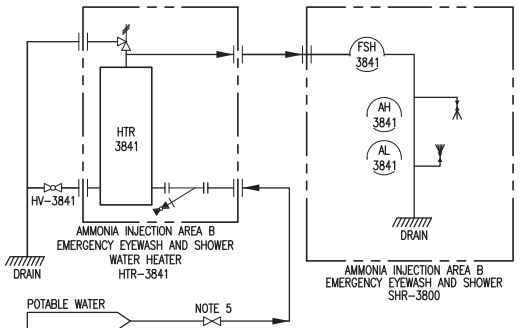 FSH
3841
AH
3841
HTR
3841
AL
3841
HV-3841
DRAIN
AMMONIA INJECTION AREA B
EMERGENCY EYEWASH AND SHOWER
WATER HEATER
HTR-3841
DRAIN
AMMONIA INJECTION AREA B
EMERGENCY EYEWASH AND SHOWER
SHR-3800
POTABLE WATER
NOTE 5